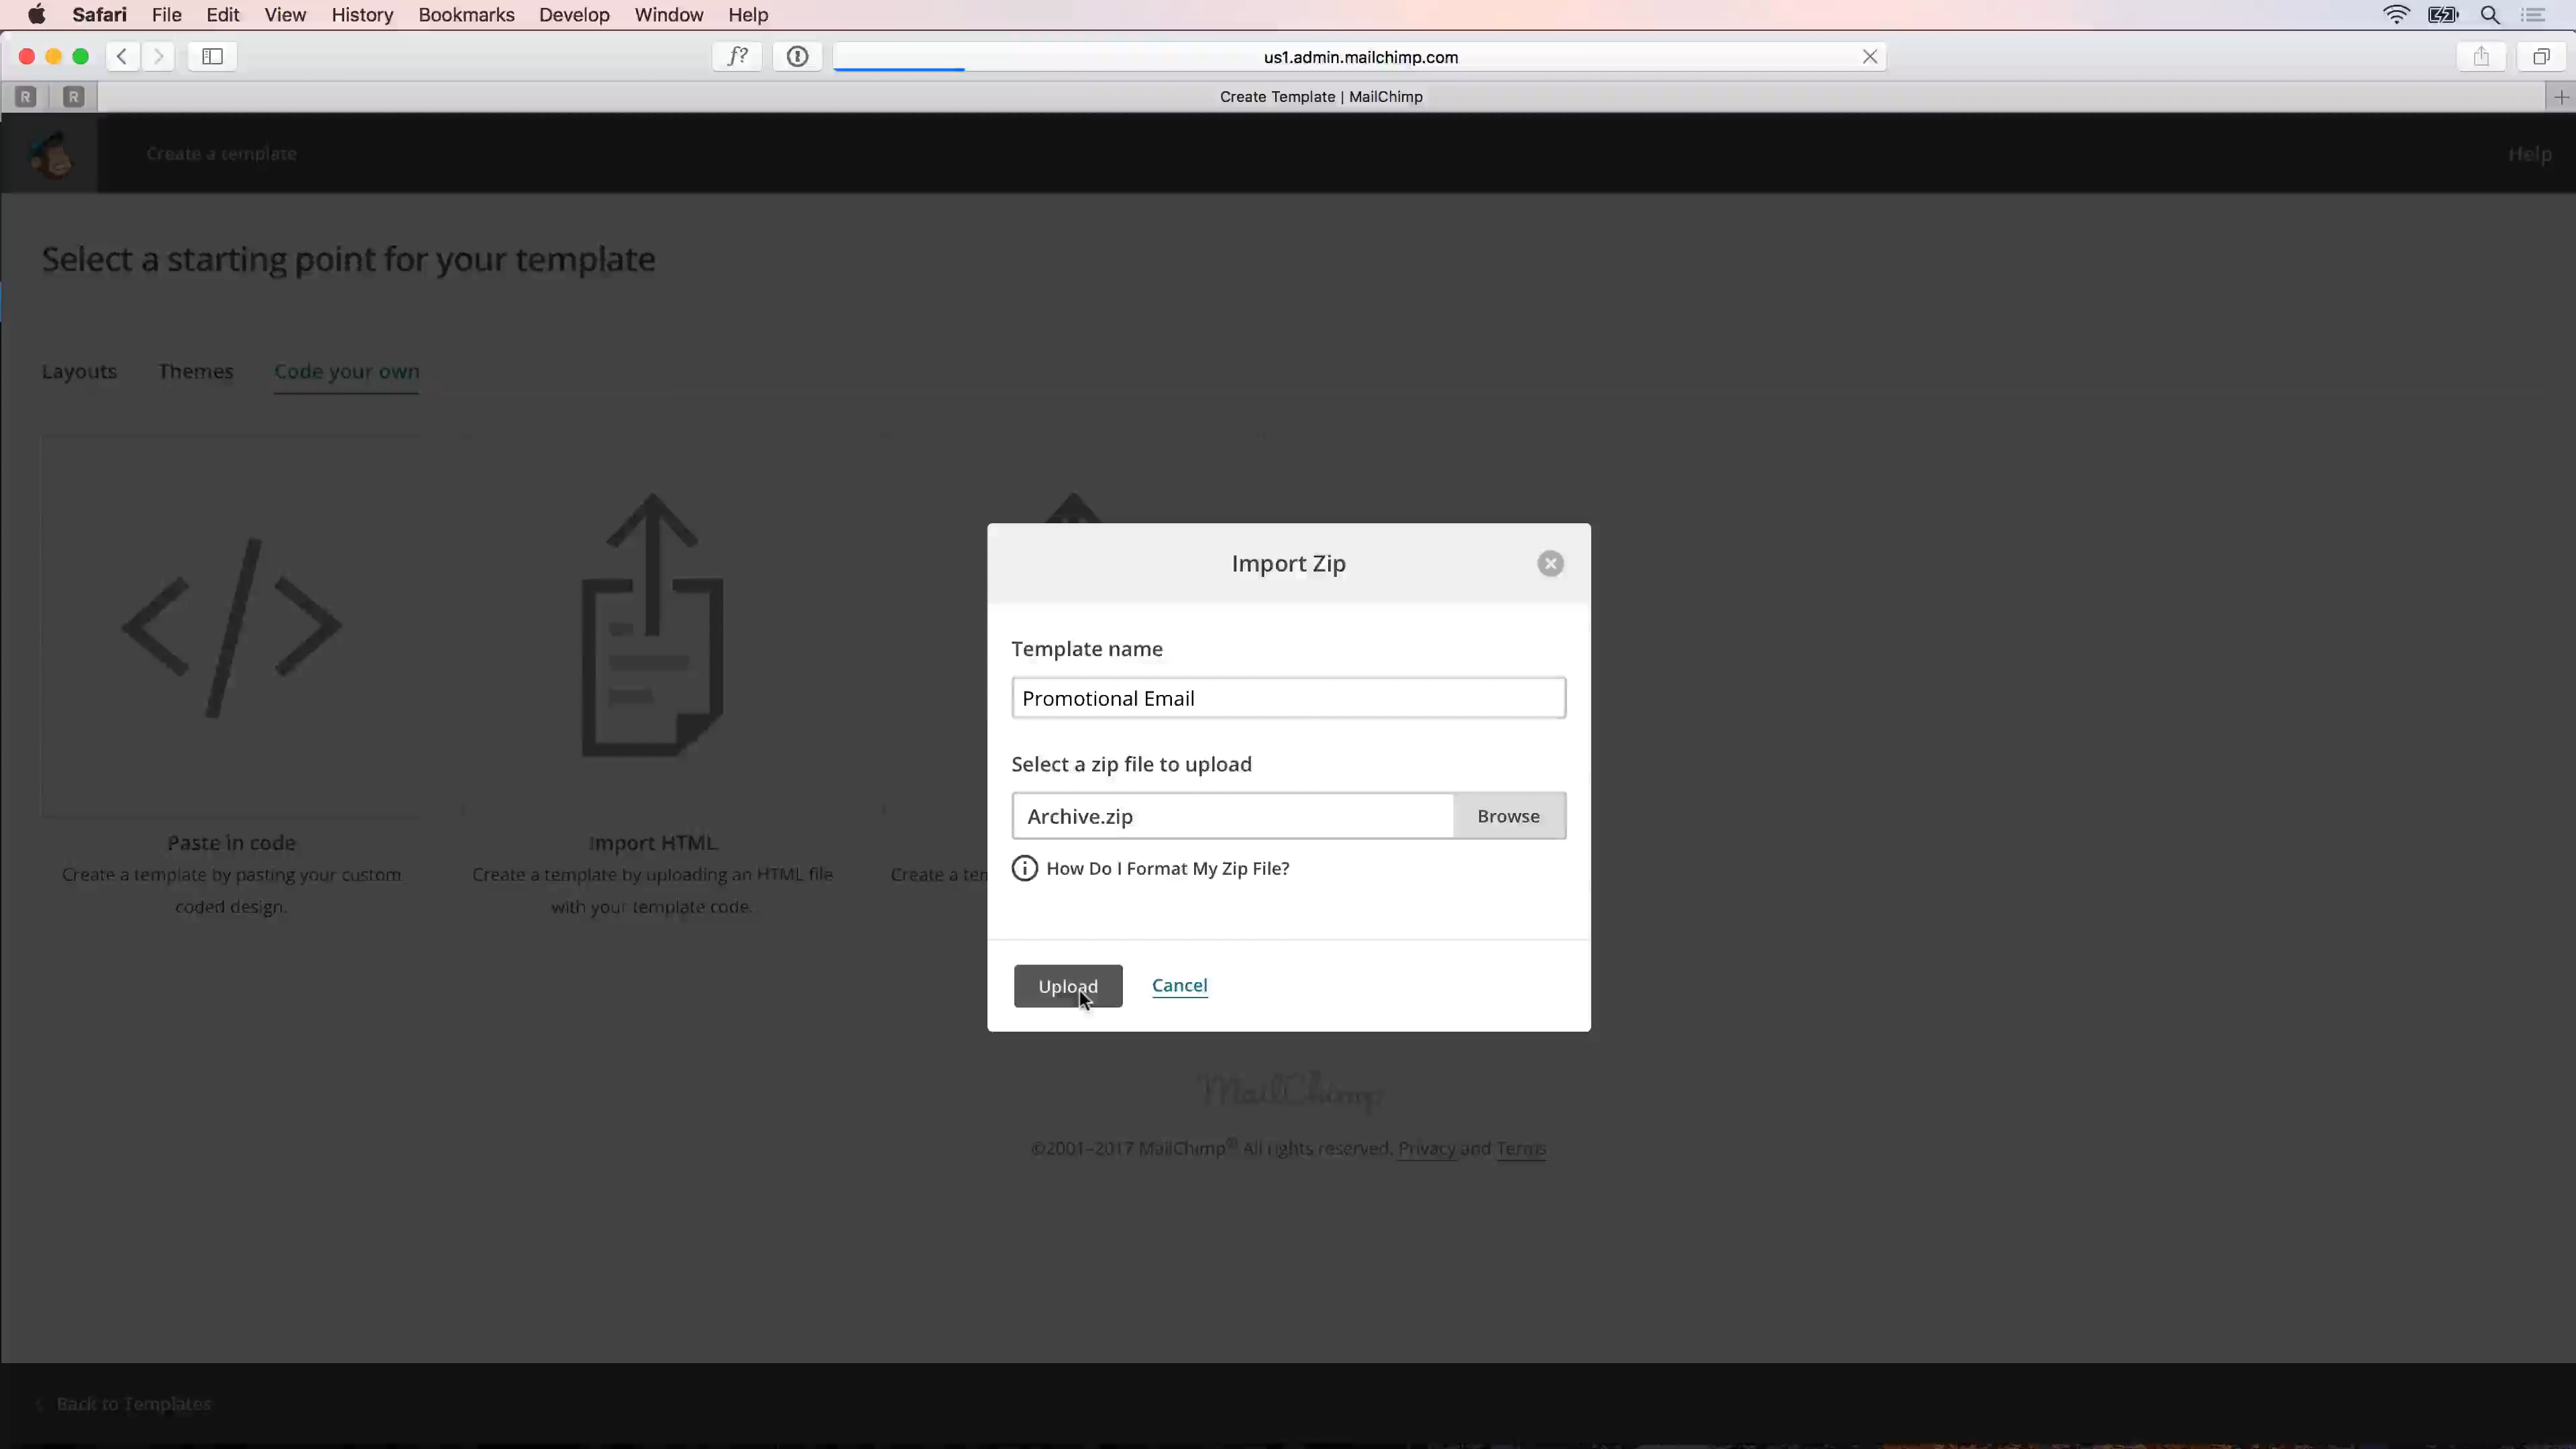 Safari File Edit View History Bookmarks Develop Window Help
f? us1.admin.mailchimp.com
R R Create Template | MailChimp
Create a template Help
Select a starting point for your template
Layouts Themes Code your own
Import Zip
Template name
Promotional Email
Select a zip file to upload
Archive.zip Browse
How Do I Format My Zip File?
Upload Cancel
Paste in code
Create a template by pasting your custom
coded design.
Import HTML
Create a template by uploading an HTML file
with your template code.
Create a
MailChimp
©2001–2017 MailChimp® All rights reserved. Privacy and Terms
Back to Templates